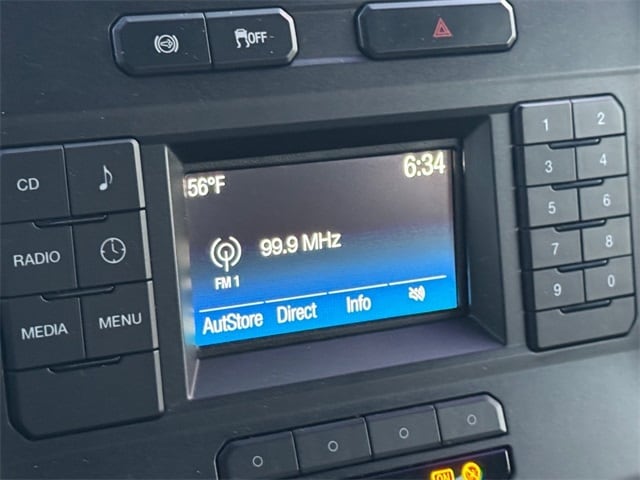 OFF
CD
RADIO
MEDIA MENU
56°F 6:34
99.9 MHz
FM 1
AutStore Direct Info
1 2
3 4
5 6
7 8
9 0
ON